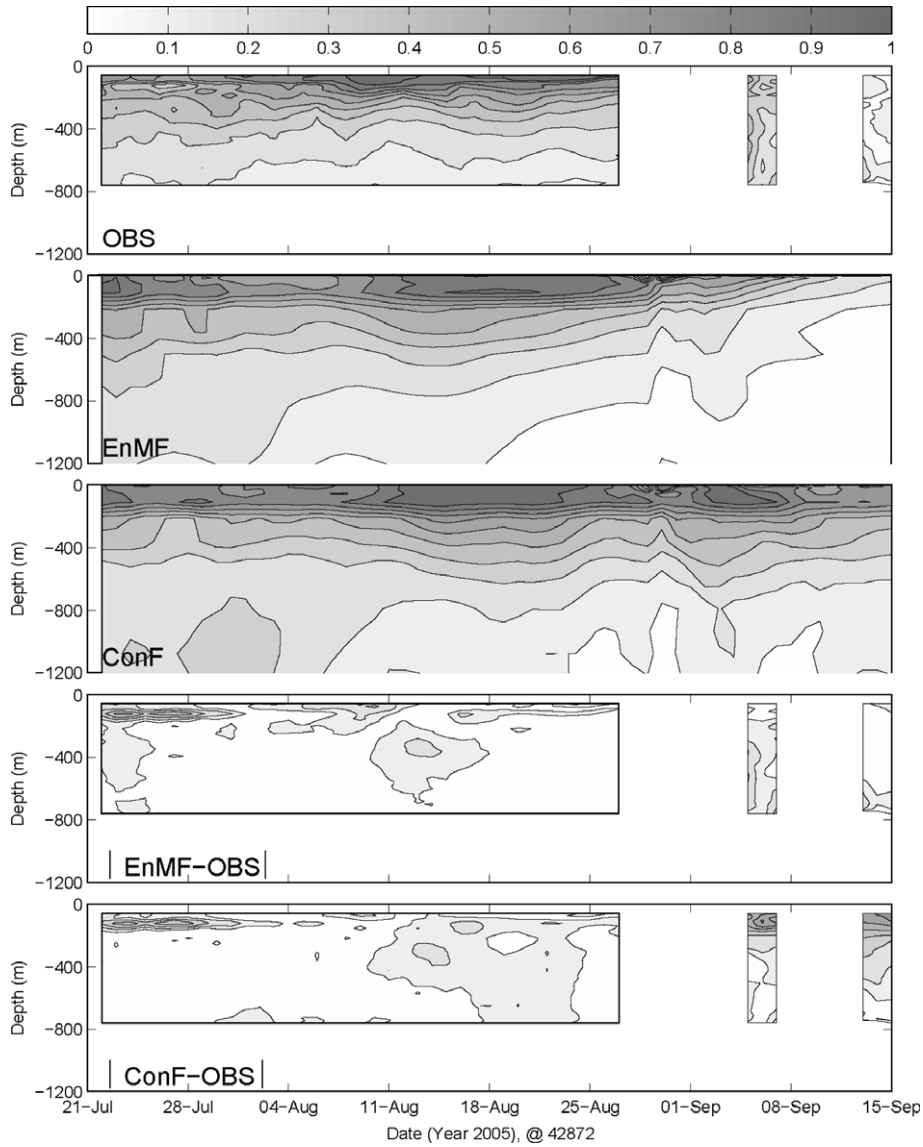 0 0.1 0.2 0.3 0.4 0.5 0.6 0.7 0.8 0.9 1
0
−400
−800
−1200
Depth (m)
OBS
0
−400
−800
−1200
Depth (m)
EnMF
0
−400
−800
−1200
Depth (m)
ConF
0
−400
−800
−1200
Depth (m)
| EnMF−OBS |
0
−400
−800
−1200
Depth (m)
| ConF−OBS |
21−Jul 28−Jul 04−Aug 11−Aug 18−Aug 25−Aug 01−Sep 08−Sep 15−Sep
Date (Year 2005), @ 42872